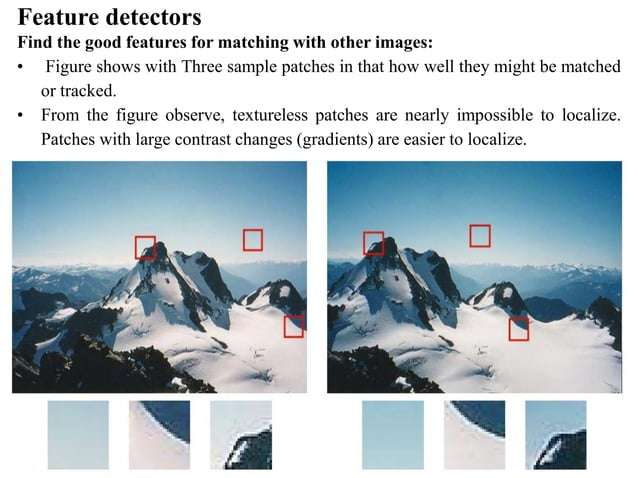 Feature detectors
Find the good features for matching with other images:
• Figure shows with Three sample patches in that how well they might be matched
or tracked.
• From the figure observe, textureless patches are nearly impossible to localize.
Patches with large contrast changes (gradients) are easier to localize.